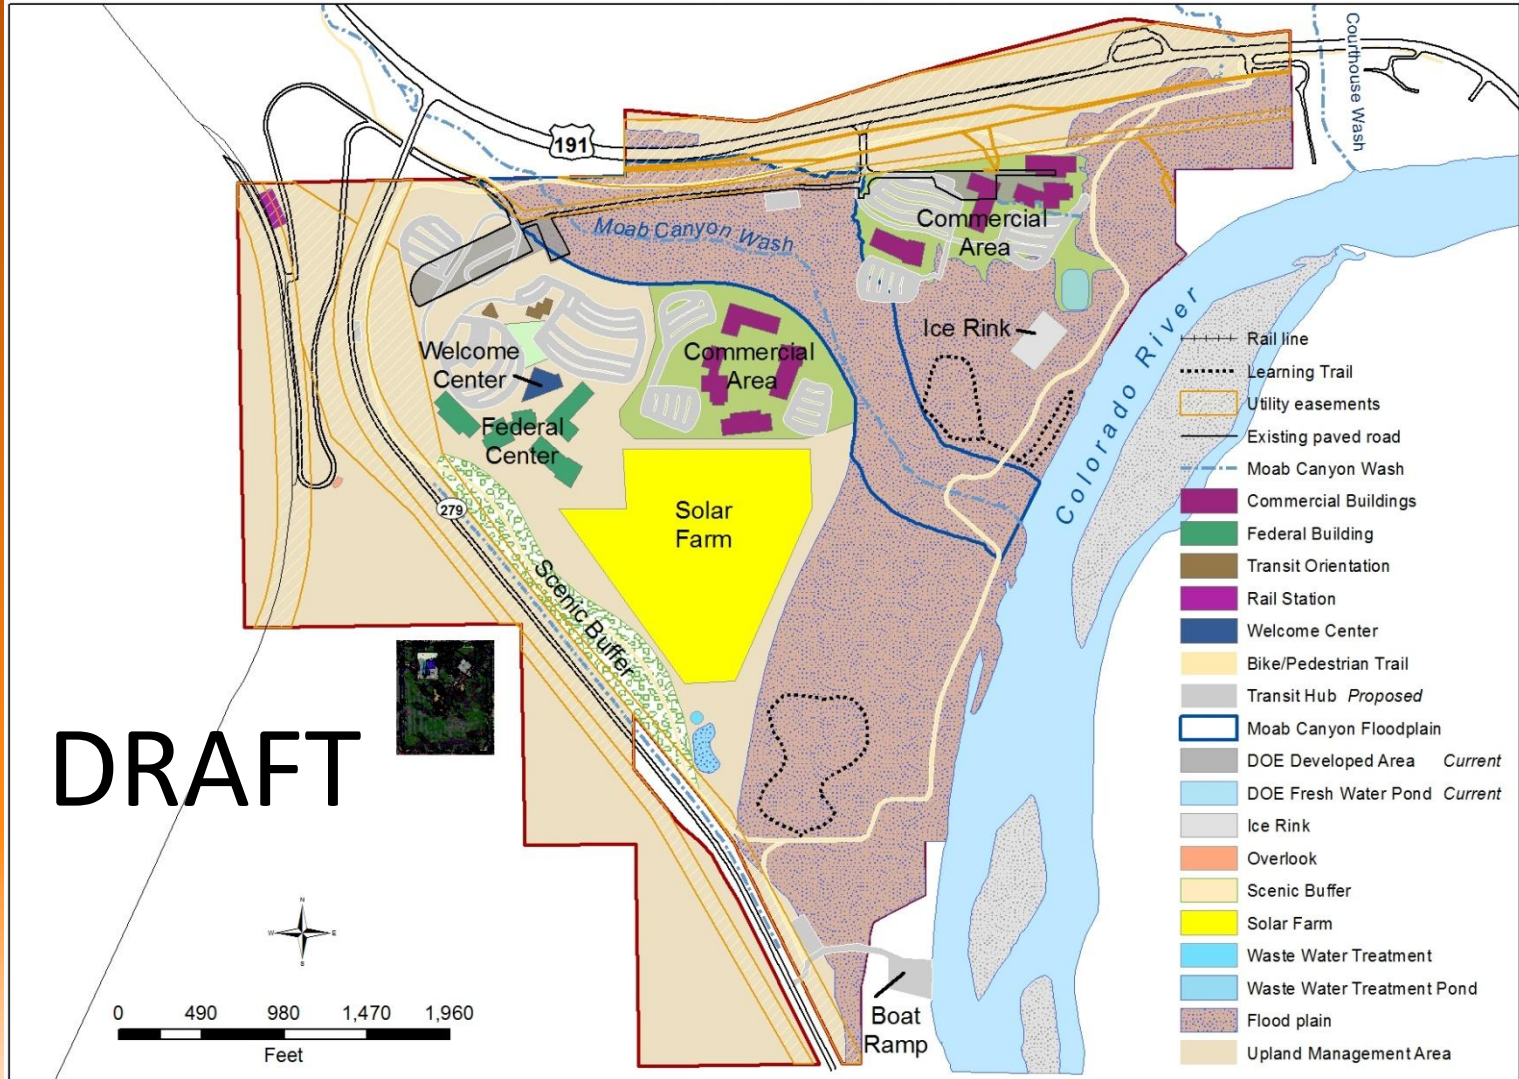 191
Courthouse Wash
Moab Canyon Wash
Commercial
Area
Ice Rink
Welcome
Center
Commercial
Area
Federal
Center
Colorado River
279
Solar
Farm
Scenic Buffer
DRAFT
Boat
Ramp
N
W
E
S
0 490 980 1,470 1,960
Feet
Rail line
Learning Trail
Utility easements
Existing paved road
Moab Canyon Wash
Commercial Buildings
Federal Building
Transit Orientation
Rail Station
Welcome Center
Bike/Pedestrian Trail
Transit Hub Proposed
Moab Canyon Floodplain
DOE Developed Area Current
DOE Fresh Water Pond Current
Ice Rink
Overlook
Scenic Buffer
Solar Farm
Waste Water Treatment
Waste Water Treatment Pond
Flood plain
Upland Management Area